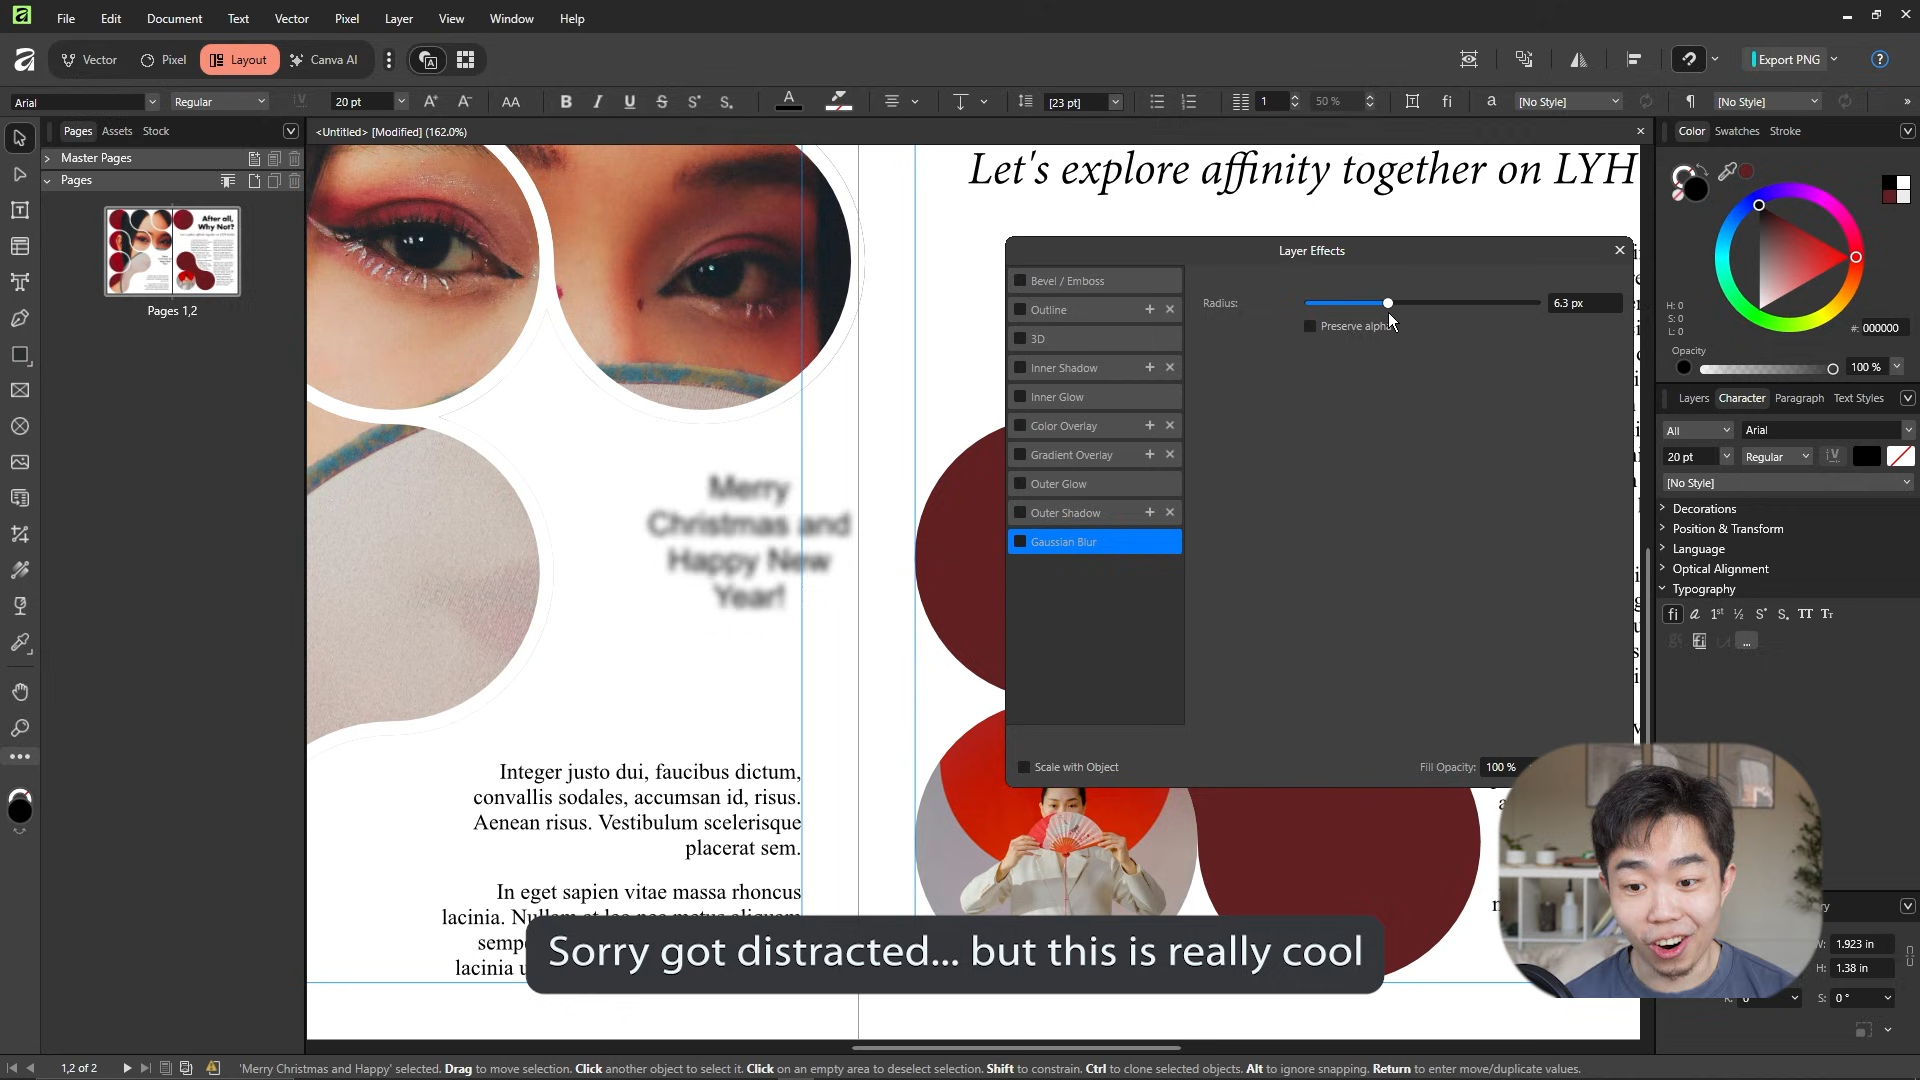 File Edit Document Text Vector Pixel Layer View Window Help
Vector Pixel Layout Canva AI Export PNG
Arial Regular 20 pt AA B I U S [23 pt] 1 50 % fi a [No Style] [No Style]
Pages Assets Stock
<Untitled> [Modified] (162.0%)
Master Pages
Pages
After all,
Why Not?
Pages 1,2
Let's explore affinity together on LYH
Merry
Christmas and
Happy New
Year!
Integer justo dui, faucibus dictum,
convallis sodales, accumsan id, risus.
Aenean risus. Vestibulum scelerisque
placerat sem.
In eget sapien vitae massa rhoncus
lacinia.
lacinia
Layer Effects
Bevel / Emboss
Outline
3D
Inner Shadow
Inner Glow
Color Overlay
Gradient Overlay
Outer Glow
Outer Shadow
Gaussian Blur
Radius: 6.3 px
Preserve alpha
Scale with Object
Fill Opacity: 100 %
Color Swatches Stroke
H: 0
S: 0
L: 0
#: 000000
Opacity
100 %
Layers Character Paragraph Text Styles
All Arial
20 pt Regular
[No Style]
Decorations
Position & Transform
Language
Optical Alignment
Typography
fi a 1st ½ S S TT Tt
W: 1.923 in
H: 1.38 in
S: 0 °
Sorry got distracted... but this is really cool
1,2 of 2
'Merry Christmas and Happy' selected. Drag to move selection. Click another object to select it. Click on an empty area to deselect selection. Shift to constrain. Ctrl to clone selected objects. Alt to ignore snapping. Return to enter move/duplicate values.